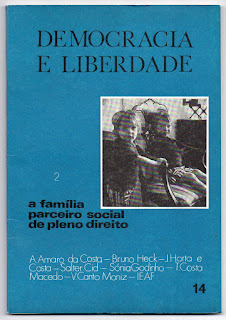 DEMOCRACIA
E LIBERDADE
2
a família
parceiro social
de pleno direito
A. Amaro da Costa – Bruno Heck – J. Horta e
Costa – Salter Cid – Sónia Godinho – T. Costa
Macedo – V. Canto Moniz – IEAF
14